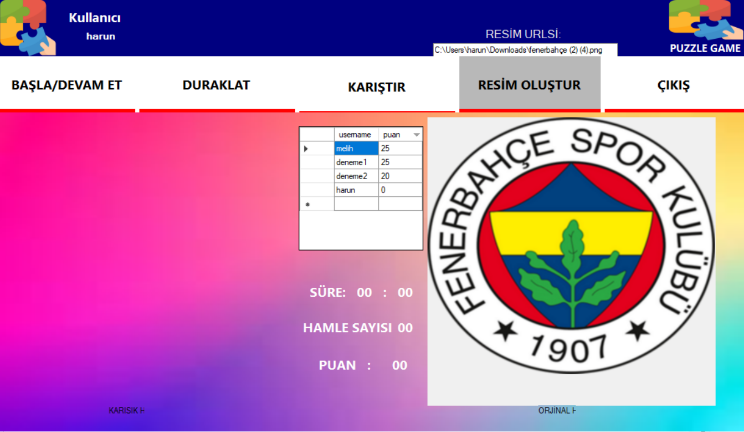 Kullanıcı
harun
RESİM URLSİ:
C:\Users\harun\Downloads\fenerbahçe (2) (4).png
PUZZLE GAME
BAŞLA/DEVAM ET
DURAKLAT
KARIŞTIR
RESİM OLUŞTUR
ÇIKIŞ
username puan
melih 25
deneme1 25
deneme2 20
harun 0
FENERBAHÇE SPOR KULÜBÜ
★ 1907 ★
SÜRE: 00 : 00
HAMLE SAYISI 00
PUAN : 00
KARIŞIK
ORJİNAL